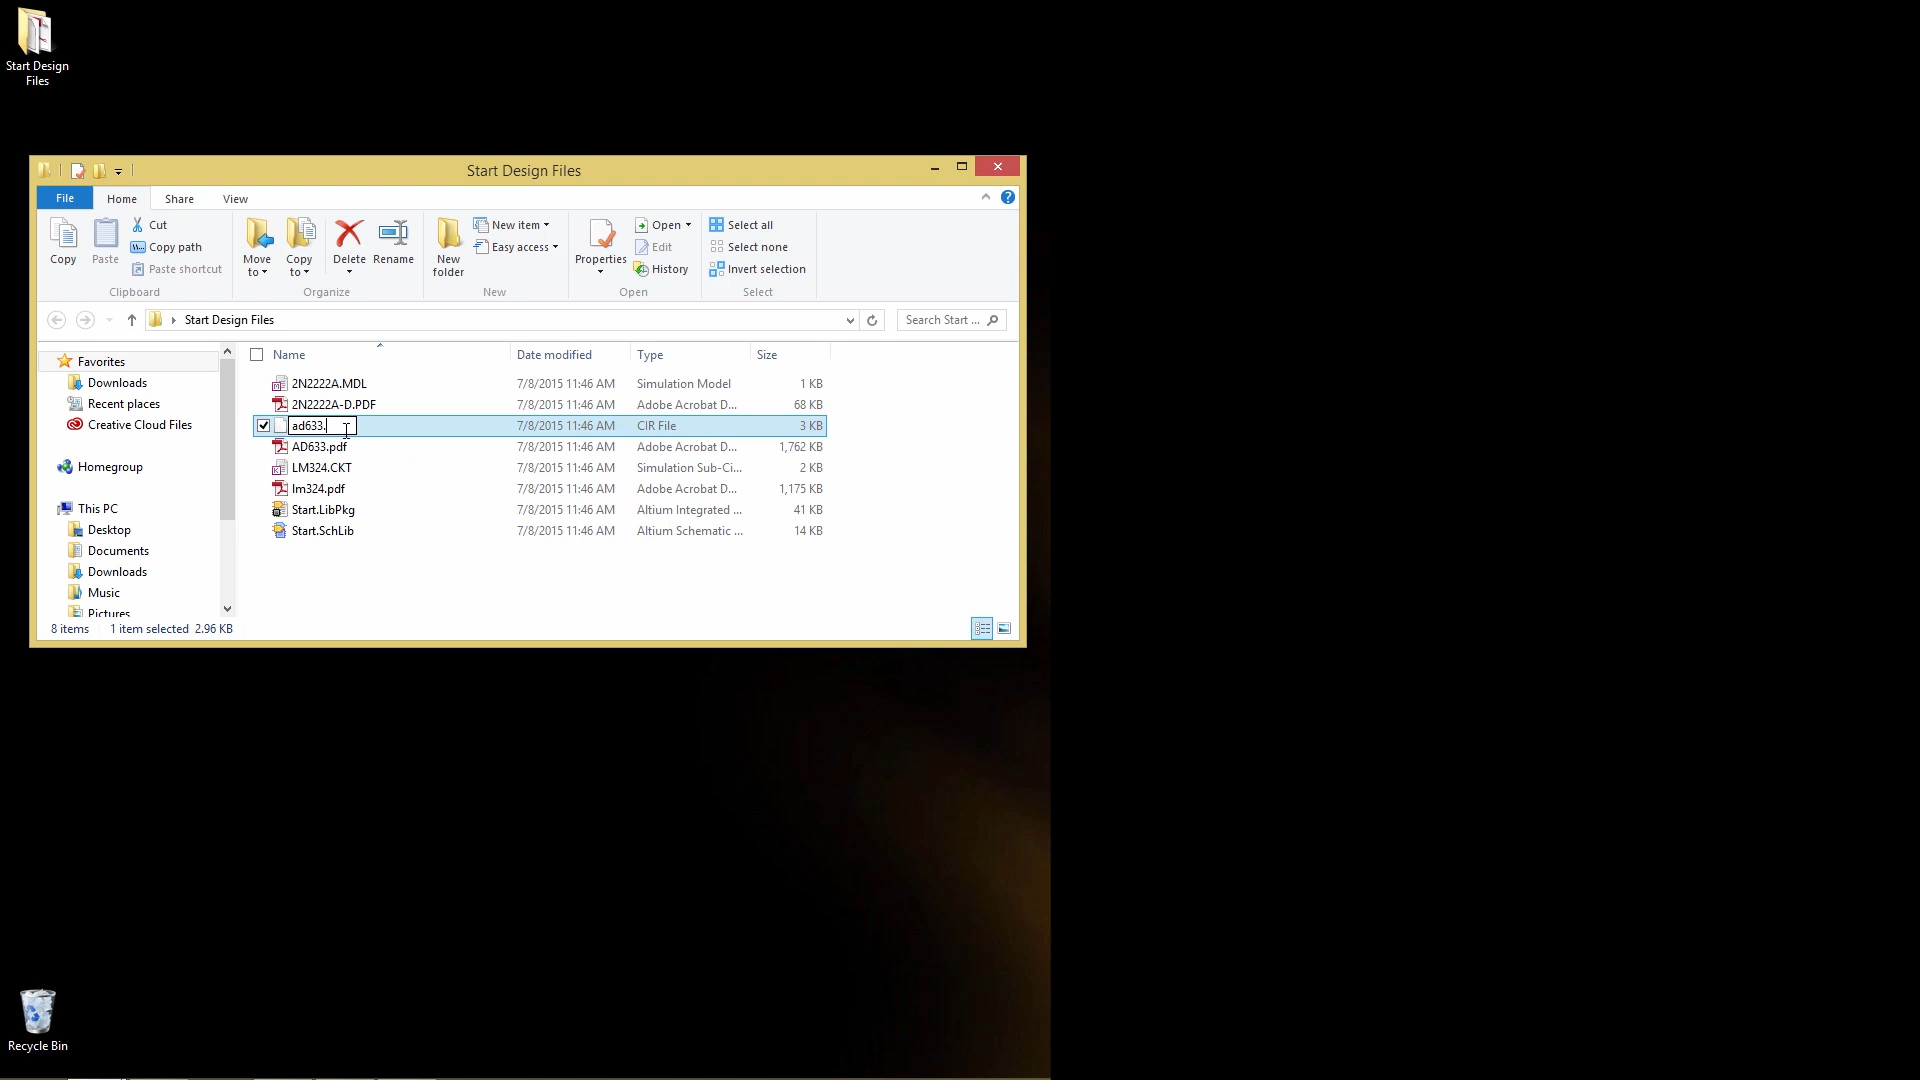 Start Design
Files
Start Design Files
File
Home
Share
View
?
Copy
Paste
Cut
Copy path
Paste shortcut
Clipboard
Move
to
Copy
to
Delete
Rename
Organize
New
folder
New item
Easy access
New
Properties
Open
Edit
History
Open
Select all
Select none
Invert selection
Select
Start Design Files
Search Start ...
Favorites
Downloads
Recent places
Creative Cloud Files
Homegroup
This PC
Desktop
Documents
Downloads
Music
Pictures
Name Date modified Type Size
2N2222A.MDL 7/8/2015 11:46 AM Simulation Model 1 KB
2N2222A-D.PDF 7/8/2015 11:46 AM Adobe Acrobat D... 68 KB
ad633. 7/8/2015 11:46 AM CIR File 3 KB
AD633.pdf 7/8/2015 11:46 AM Adobe Acrobat D... 1,762 KB
LM324.CKT 7/8/2015 11:46 AM Simulation Sub-Ci... 2 KB
lm324.pdf 7/8/2015 11:46 AM Adobe Acrobat D... 1,175 KB
Start.LibPkg 7/8/2015 11:46 AM Altium Integrated ... 41 KB
Start.SchLib 7/8/2015 11:46 AM Altium Schematic ... 14 KB
8 items 1 item selected 2.96 KB
Recycle Bin